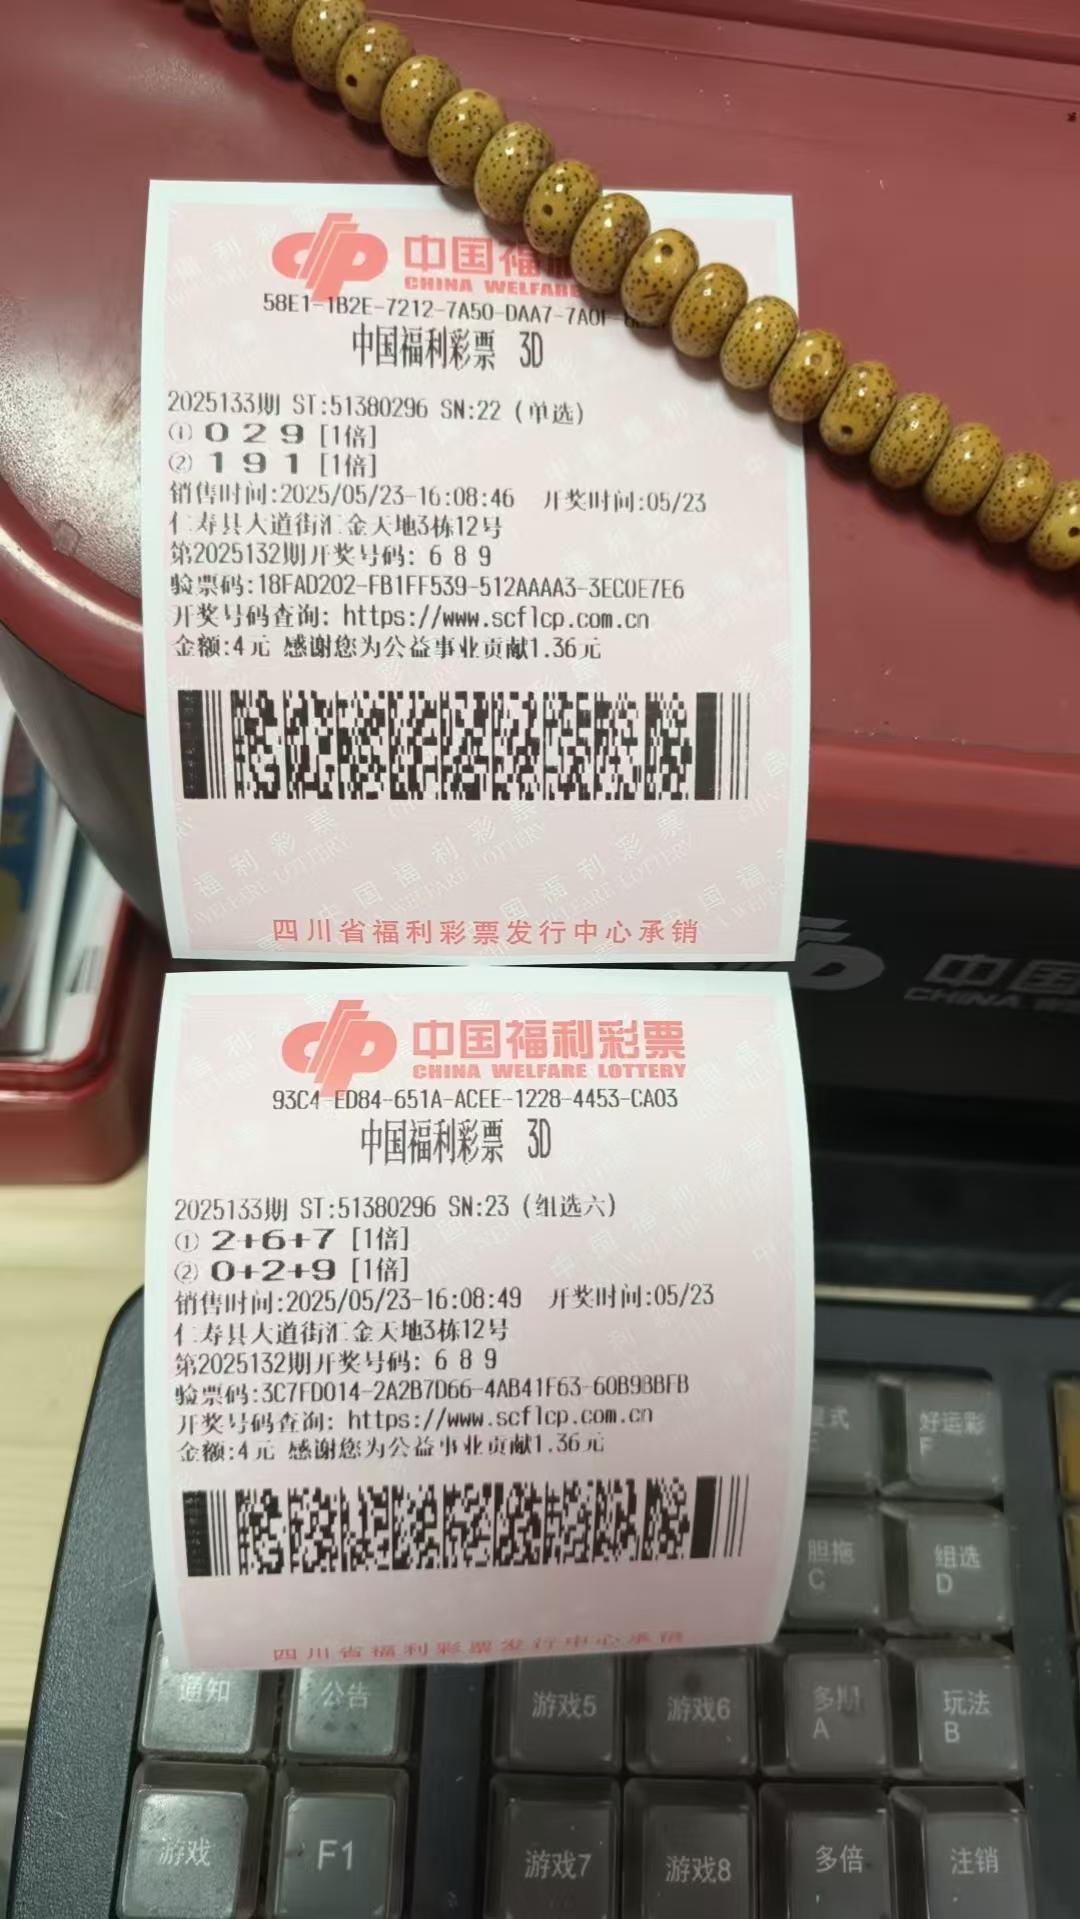 中国福
CHINA WELFARE
58E1-1B2E-7212-7A50-DAA7-7A0F
中国福利彩票 3D
2025133期 ST:51380296 SN:22 (单选)
① 0 2 9 [1倍]
② 1 9 1 [1倍]
销售时间:2025/05/23-16:08:46 开奖时间:05/23
仁寿县大道街汇金天地3栋12号
第2025132期开奖号码: 6 8 9
验票码:18FAD202-FB1FF539-512AAAA3-3EC0E7E6
开奖号码查询: https://www.scflcp.com.cn
金额:4元 感谢您为公益事业贡献1.36元
四川省福利彩票发行中心承销
中国福利彩票
CHINA WELFARE LOTTERY
93C4-ED84-651A-ACEE-1228-4453-CA03
中国福利彩票 3D
2025133期 ST:51380296 SN:23 (组选六)
① 2+6+7 [1倍]
② 0+2+9 [1倍]
销售时间:2025/05/23-16:08:49 开奖时间:05/23
仁寿县大道街汇金天地3栋12号
第2025132期开奖号码: 6 8 9
验票码:3C7FD014-2A2B7D66-4AB41F63-60B9BBFB
开奖号码查询: https://www.scflcp.com.cn
金额:4元 感谢您为公益事业贡献1.36元
四川省福利彩票发行中心承销
中国
CHINA
好运彩
F
胆拖
C
组选
D
通知
公告
游戏5
游戏6
多期
A
玩法
B
游戏
F1
游戏7
游戏8
多倍
注销